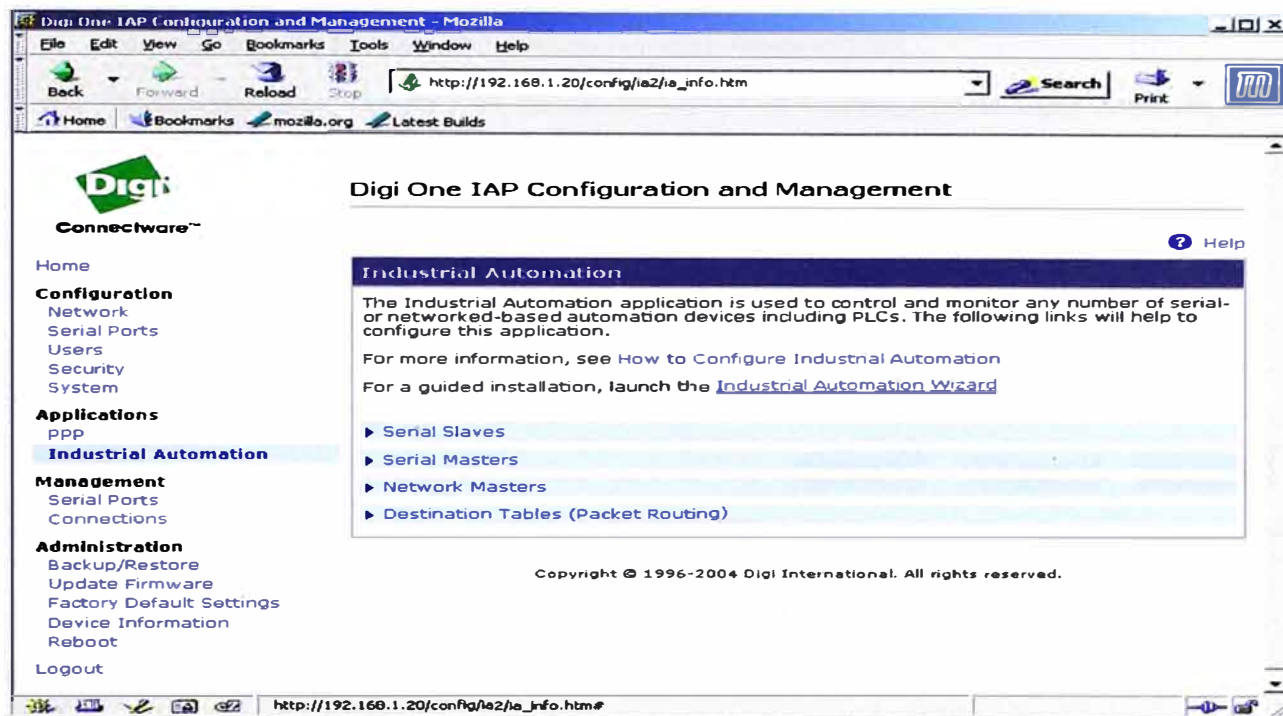 Digi One IAP Configuration and Management - Mozilla
File Edit View Go Bookmarks Tools Window Help
Back Forward Reload Stop http://192.168.1.20/config/ia2/ia_info.htm Search Print
Home Bookmarks mozilla.org Latest Builds
Digi
Connectware™
Digi One IAP Configuration and Management
Help
Home
Configuration
Network
Serial Ports
Users
Security
System
Applications
PPP
Industrial Automation
Management
Serial Ports
Connections
Administration
Backup/Restore
Update Firmware
Factory Default Settings
Device Information
Reboot
Logout
Industrial Automation
The Industrial Automation application is used to control and monitor any number of serial-
or networked-based automation devices including PLCs. The following links will help to
configure this application.
For more information, see How to Configure Industrial Automation
For a guided installation, launch the Industrial Automation Wizard
Serial Slaves
Serial Masters
Network Masters
Destination Tables (Packet Routing)
Copyright © 1996-2004 Digi International. All rights reserved.
http://192.168.1.20/config/ia2/ia_info.htm#